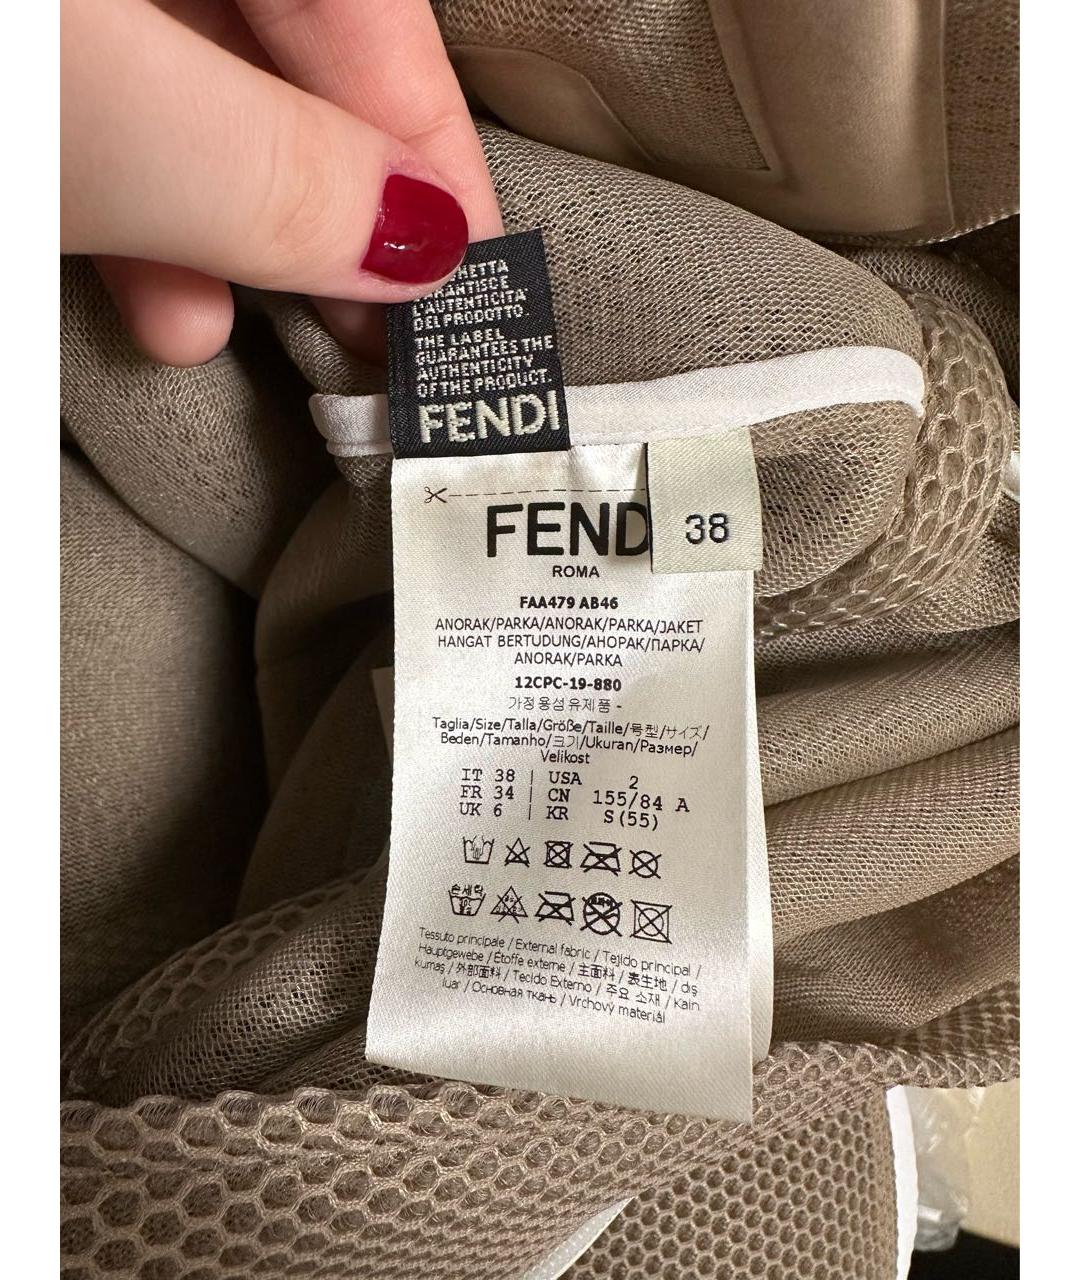 GARANTISCE
L'AUTENTICITÀ
DEL PRODOTTO.
THE LABEL
GUARANTEES THE
AUTHENTICITY
OF THE PRODUCT.
FENDI
FEND
38
ROMA
FAA479 AB46
ANORAK/PARKA/ANORAK/PARKA/JAKET
HANGAT BERTUDUNG/АНОРАК/ПАРКА/
ANORAK/PARKA
12CPC-19-880
가정용섬유제품 -
Taglia/Size/Talla/Größe/Taille/号型/サイズ/
Beden/Tamanho/크기/Ukuran/Размер/
Velikost
IT 38 | USA 2
FR 34 | CN 155/84 A
UK 6 | KR S(55)
손세탁
Tessuto principale / External fabric / Tejido principal /
Hauptgewebe / Étoffe externe / 主面料 / 表生地 / dış
kumaş / 外部面料 / Tecido Externo / 주요 소재 / Kain
luar / Основная ткань / Vrchový materiál